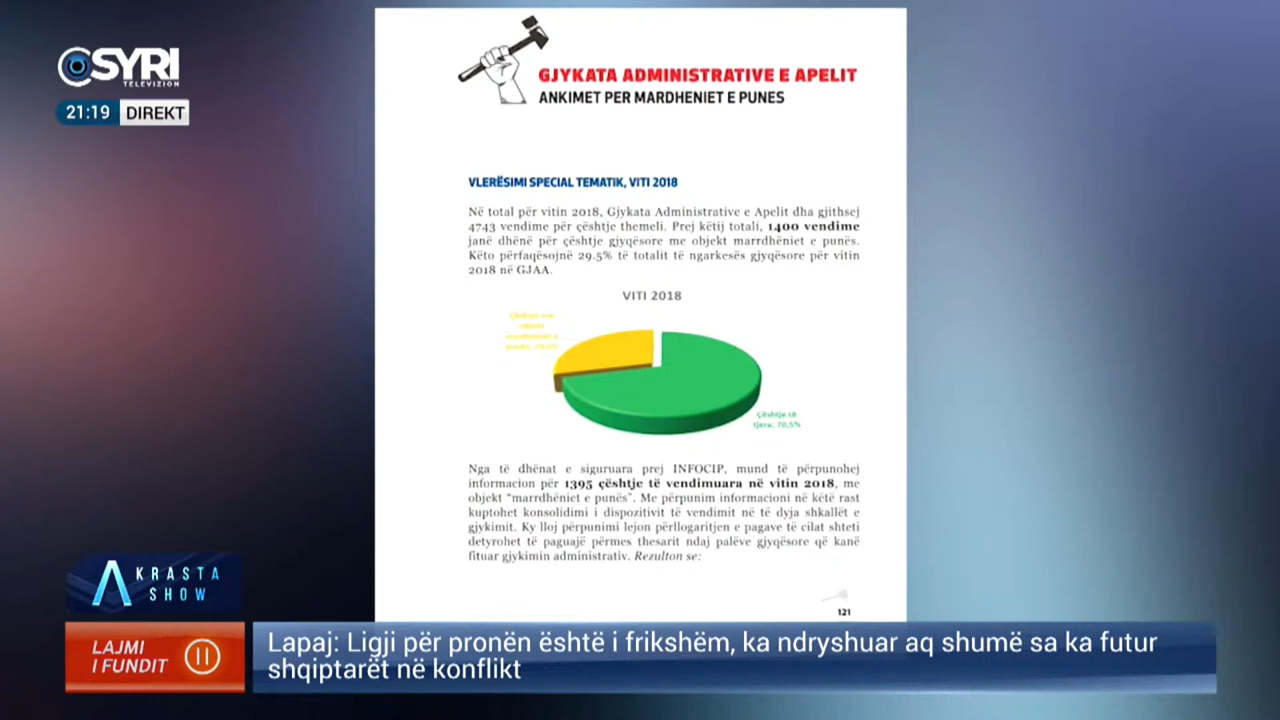 SYRI
TELEVIZION
21:19 DIREKT
GJYKATA ADMINISTRATIVE E APELIT
ANKIMET PER MARDHENIET E PUNES
VLERËSIMI SPECIAL TEMATIK, VITI 2018
Në total për vitin 2018, Gjykata Administrative e Apelit dha gjithsej
4743 vendime për çështje themeli. Prej këtij totali, 1400 vendime
janë dhënë për çështje gjyqësore me objekt marrdhëniet e punës.
Këto përfaqësojnë 29.5% të totalit të ngarkesës gjyqësore për vitin
2018 në GJAA.
VITI 2018
Çështje me
objekt
marrdhëniet e
punës; 29,5%
Çështje të
tjera; 70,5%
Nga të dhënat e siguruara prej INFOCIP, mund të përpunohej
informacion për 1395 çështje të vendimuara në vitin 2018, me
objekt “marrdhëniet e punës”. Me përpunim informacioni në këtë rast
kuptohet konsolidimi i dispozitivit të vendimit në të dyja shkallët e
gjykimit. Ky lloj përpunimi lejon përllogaritjen e pagave të cilat shteti
detyrohet të paguajë përmes thesarit ndaj palëve gjyqësore që kanë
fituar gjykimin administrativ. Rezulton se:
121
KRASTA
SHOW
LAJMI
I FUNDIT
Lapaj: Ligji për pronën është i frikshëm, ka ndryshuar aq shumë sa ka futur
shqiptarët në konflikt